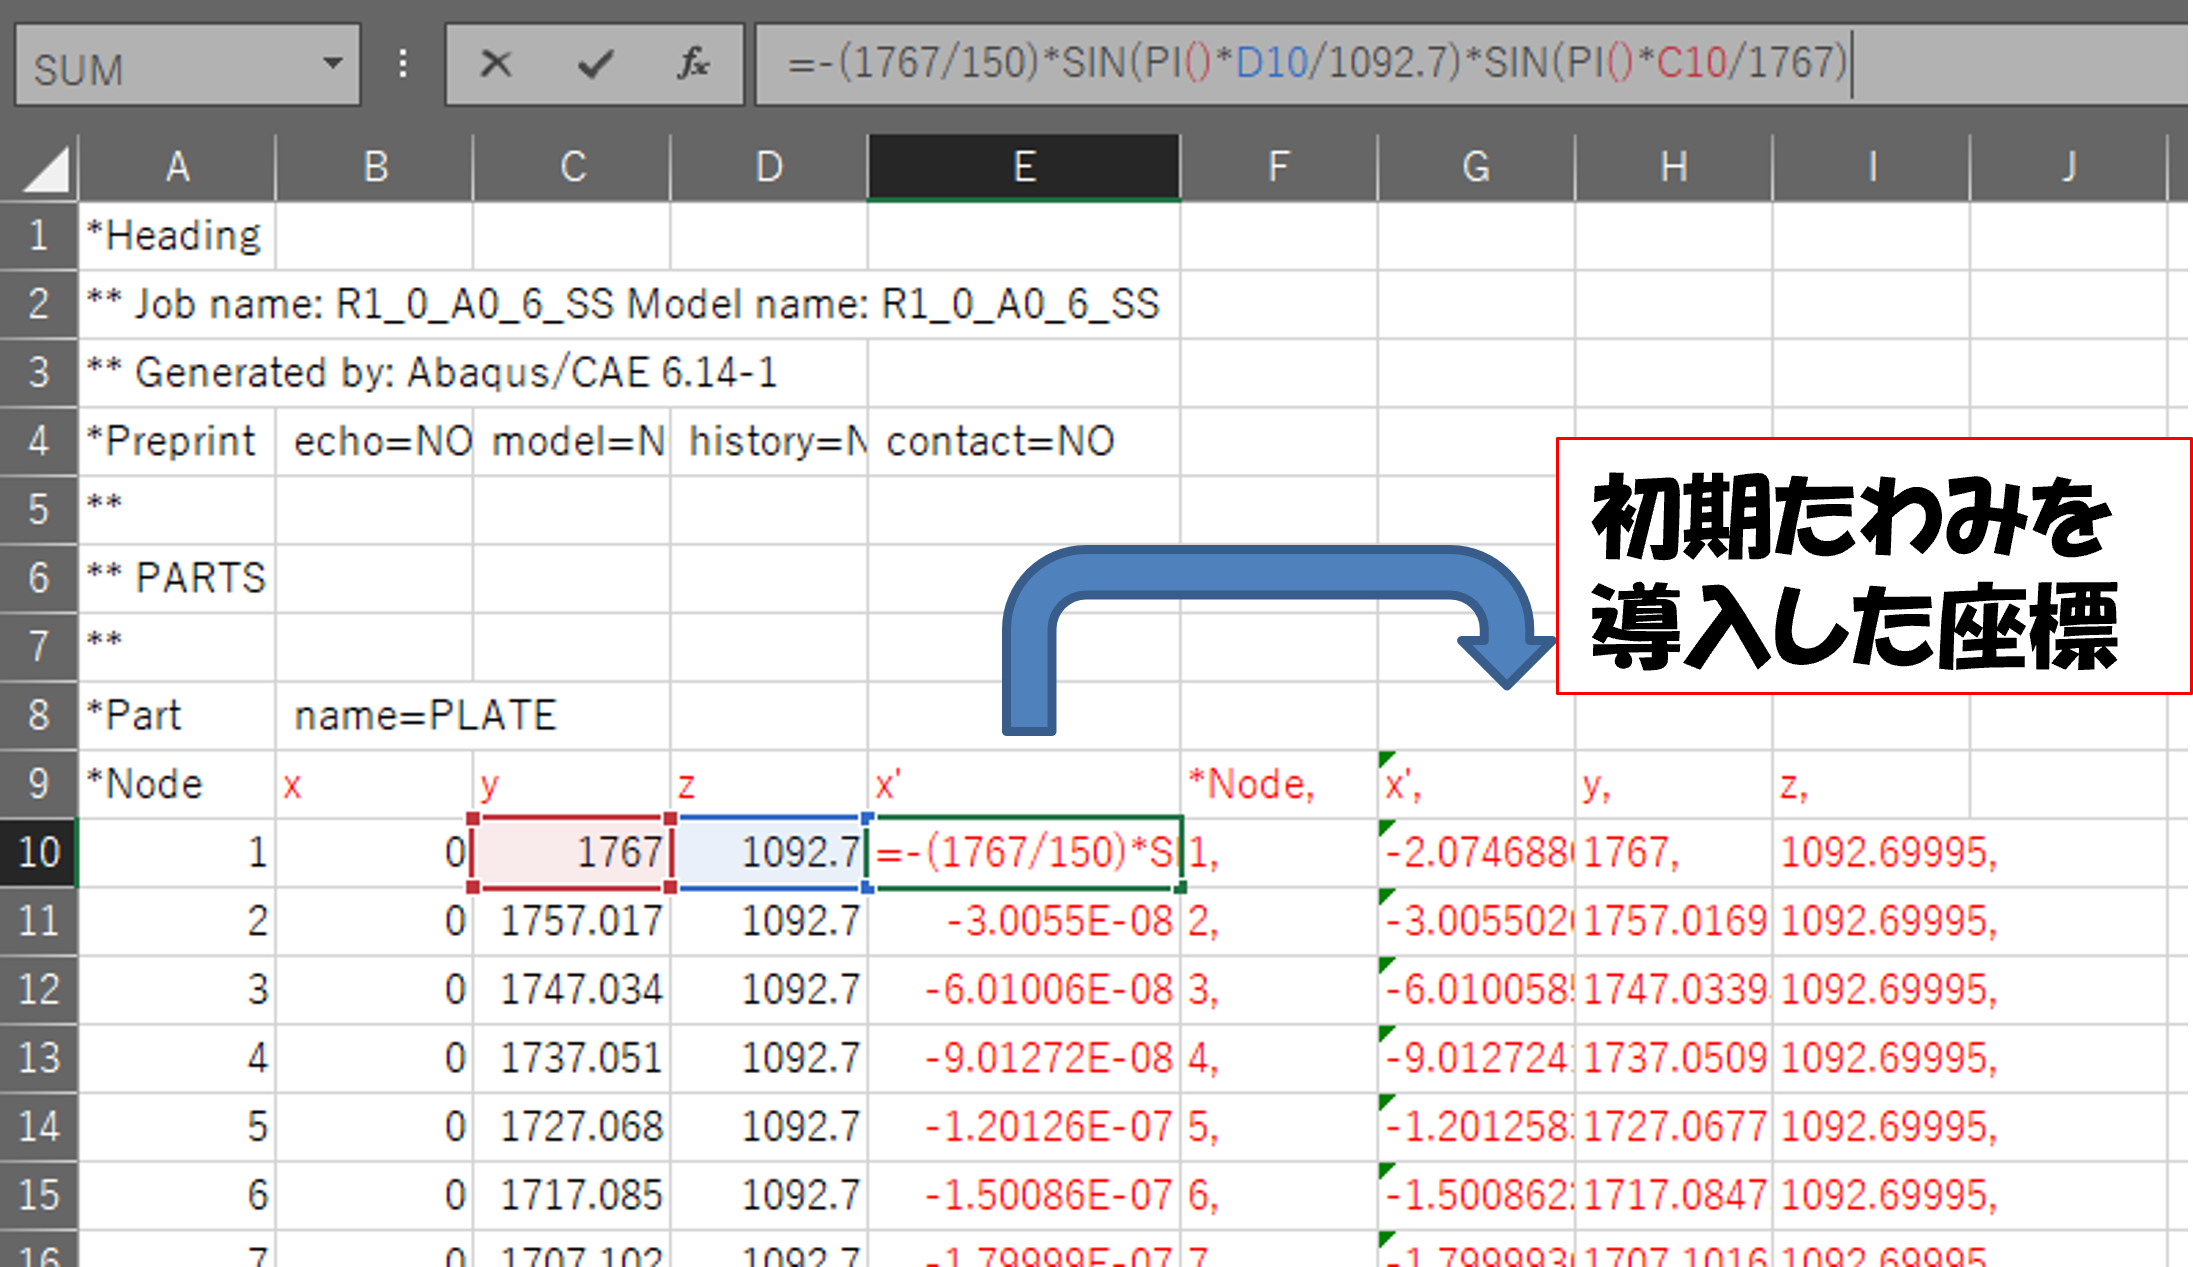 SUM fx =-(1767/150)*SIN(PI()*D10/1092.7)*SIN(PI()*C10/1767)
A B C D E F G H I J
1 *Heading
2 ** Job name: R1_0_A0_6_SS Model name: R1_0_A0_6_SS
3 ** Generated by: Abaqus/CAE 6.14-1
4 *Preprint echo=NO model=N history=N contact=NO
5 **
初期たわみを
導入した座標
6 ** PARTS
7 **
8 *Part name=PLATE
9 *Node x y z x' *Node, x', y, z,
10 1 0 1767 1092.7 =-(1767/150)*SI 1, -2.074688 1767, 1092.69995,
11 2 0 1757.017 1092.7 -3.0055E-08 2, -3.005502 1757.0169 1092.69995,
12 3 0 1747.034 1092.7 -6.01006E-08 3, -6.010058 1747.0339 1092.69995,
13 4 0 1737.051 1092.7 -9.01272E-08 4, -9.012724 1737.0509 1092.69995,
14 5 0 1727.068 1092.7 -1.20126E-07 5, -1.201258 1727.0677 1092.69995,
15 6 0 1717.085 1092.7 -1.50086E-07 6, -1.500862 1717.0847 1092.69995,
16 7 0 1707.102 1092.7 -1.79999E-07 7 -1.799993 1707.1016 1092.69995